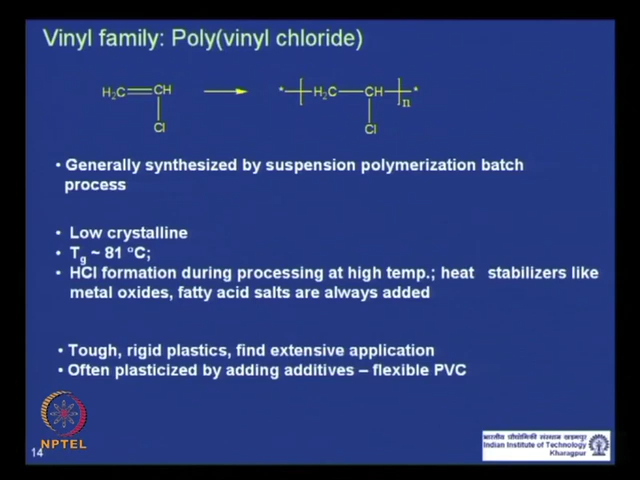 Vinyl family: Poly(vinyl chloride)
H2C CH * H2C CH n *
Cl Cl
• Generally synthesized by suspension polymerization batch
process
• Low crystalline
• Tg ~ 81 °C;
• HCl formation during processing at high temp.; heat stabilizers like
metal oxides, fatty acid salts are always added
• Tough, rigid plastics, find extensive application
• Often plasticized by adding additives – flexible PVC
NPTEL
14
भारतीय प्रौद्योगिकी संस्थान खड़गपुर
Indian Institute of Technology
Kharagpur